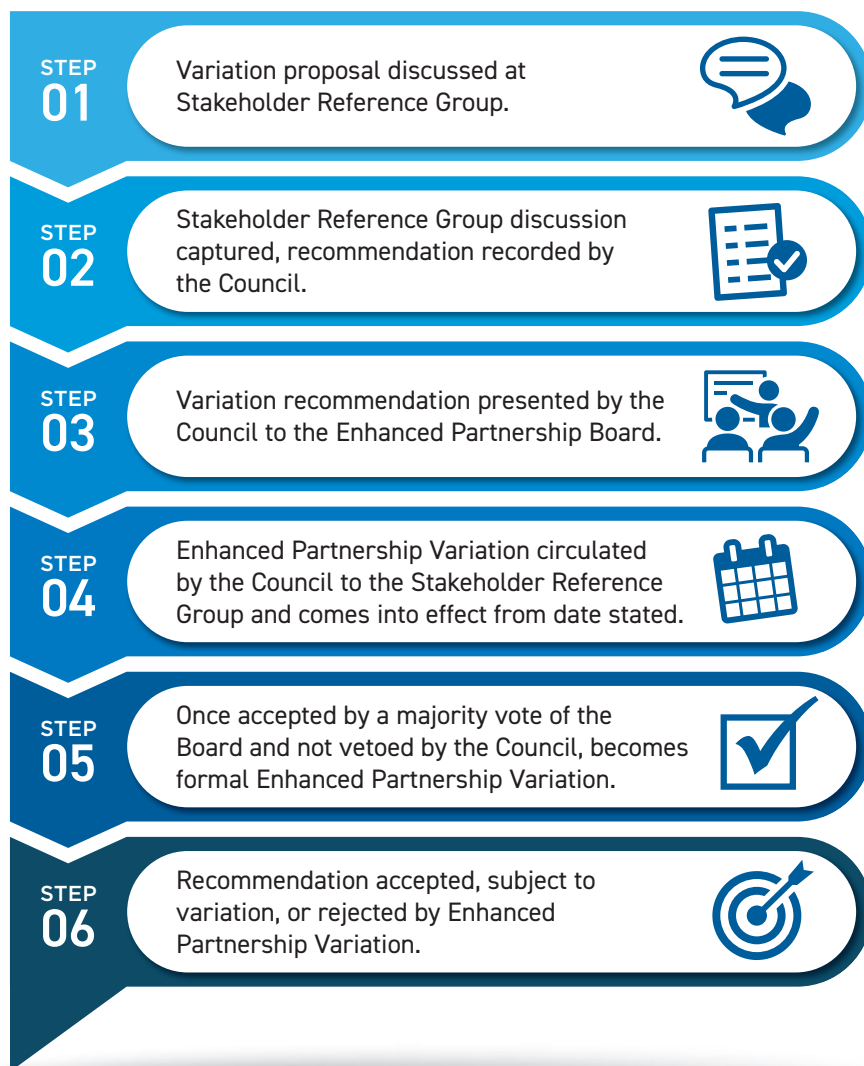 STEP
01
Variation proposal discussed at
Stakeholder Reference Group.
STEP
02
Stakeholder Reference Group discussion
captured, recommendation recorded by
the Council.
STEP
03
Variation recommendation presented by the
Council to the Enhanced Partnership Board.
STEP
04
Enhanced Partnership Variation circulated
by the Council to the Stakeholder Reference
Group and comes into effect from date stated.
STEP
05
Once accepted by a majority vote of the
Board and not vetoed by the Council, becomes
formal Enhanced Partnership Variation.
STEP
06
Recommendation accepted, subject to
variation, or rejected by Enhanced
Partnership Variation.